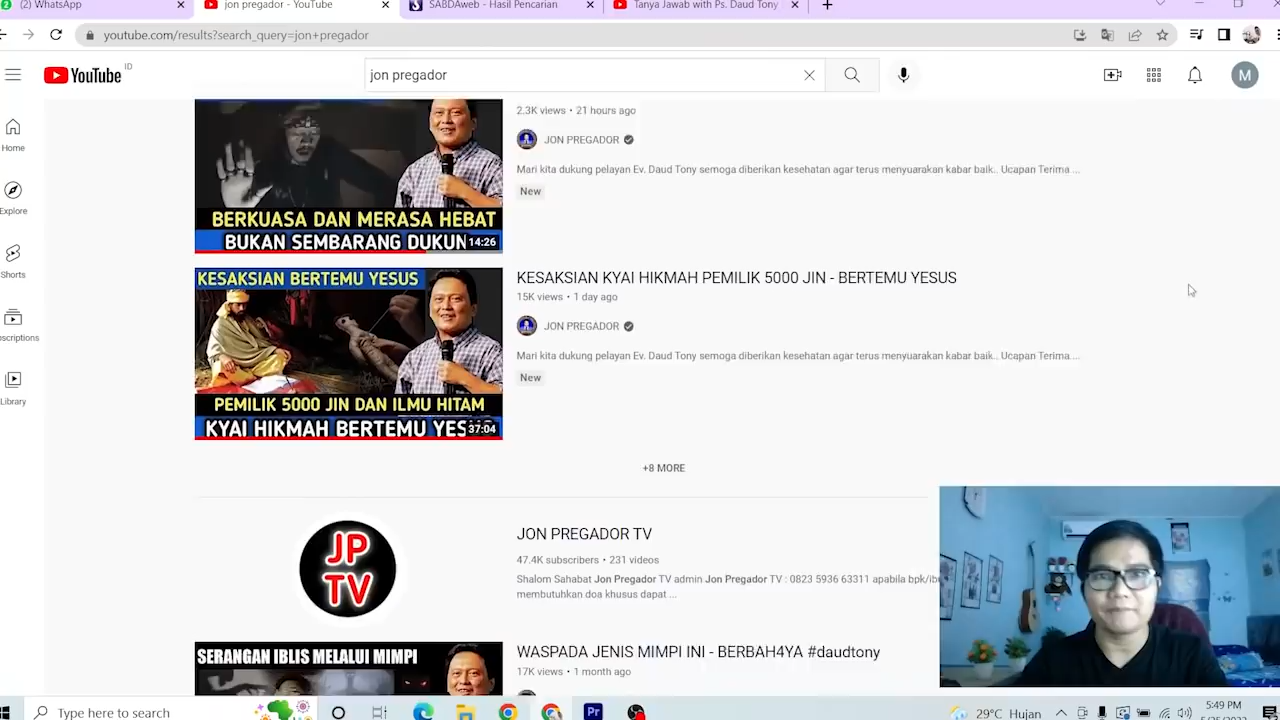 WhatsApp
jon pregador - YouTube
SABDAweb - Hasil Pencarian
Tanya Jawab with Ps. Daud Tony
youtube.com/results?search_query=jon+pregador
YouTube ID
jon pregador
M
Home
Explore
Shorts
bscriptions
Library
BERKUASA DAN MERASA HEBAT
BUKAN SEMBARANG DUKUN
14:26
2.3K views • 21 hours ago
JON PREGADOR
Mari kita dukung pelayan Ev. Daud Tony semoga diberikan kesehatan agar terus menyuarakan kabar baik.. Ucapan Terima ...
New
KESAKSIAN BERTEMU YESUS
PEMILIK 5000 JIN DAN ILMU HITAM
KYAI HIKMAH BERTEMU YES
37:04
KESAKSIAN KYAI HIKMAH PEMILIK 5000 JIN - BERTEMU YESUS
15K views • 1 day ago
JON PREGADOR
Mari kita dukung pelayan Ev. Daud Tony semoga diberikan kesehatan agar terus menyuarakan kabar baik.. Ucapan Terima....
New
+8 MORE
JP
TV
JON PREGADOR TV
47.4K subscribers • 231 videos
Shalom Sahabat Jon Pregador TV admin Jon Pregador TV : 0823 5936 63311 apabila bpk/ibu
membutuhkan doa khusus dapat ...
SERANGAN IBLIS MELALUI MIMPI
WASPADA JENIS MIMPI INI - BERBAH4YA #daudtony
17K views • 1 month ago
Type here to search
Pr
29°C Hujan
5:49 PM